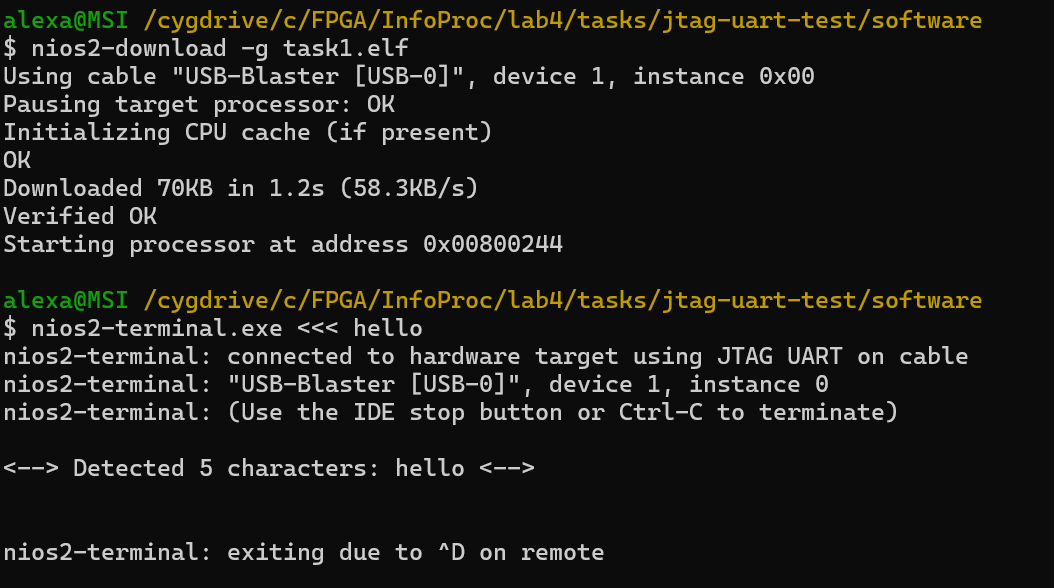 alexa@MSI /cygdrive/c/FPGA/InfoProc/lab4/tasks/jtag-uart-test/software
$ nios2-download -g task1.elf
Using cable "USB-Blaster [USB-0]", device 1, instance 0x00
Pausing target processor: OK
Initializing CPU cache (if present)
OK
Downloaded 70KB in 1.2s (58.3KB/s)
Verified OK
Starting processor at address 0x00800244
alexa@MSI /cygdrive/c/FPGA/InfoProc/lab4/tasks/jtag-uart-test/software
$ nios2-terminal.exe <<< hello
nios2-terminal: connected to hardware target using JTAG UART on cable
nios2-terminal: "USB-Blaster [USB-0]", device 1, instance 0
nios2-terminal: (Use the IDE stop button or Ctrl-C to terminate)
<--> Detected 5 characters: hello <-->
nios2-terminal: exiting due to ^D on remote